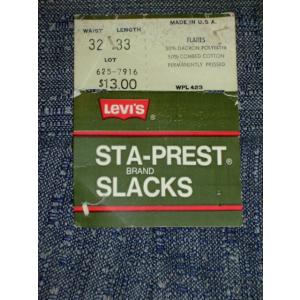 WAIST LENGTH
MADE IN U.S.A.
32 33
LOT
625-7916
$13.00
FLARES
50% DACRON POLYESTER
50% COMBED COTTON
PERMANENTLY PRESSED
WPL 423
LEVI'S ®
STA-PREST®
BRAND
SLACKS